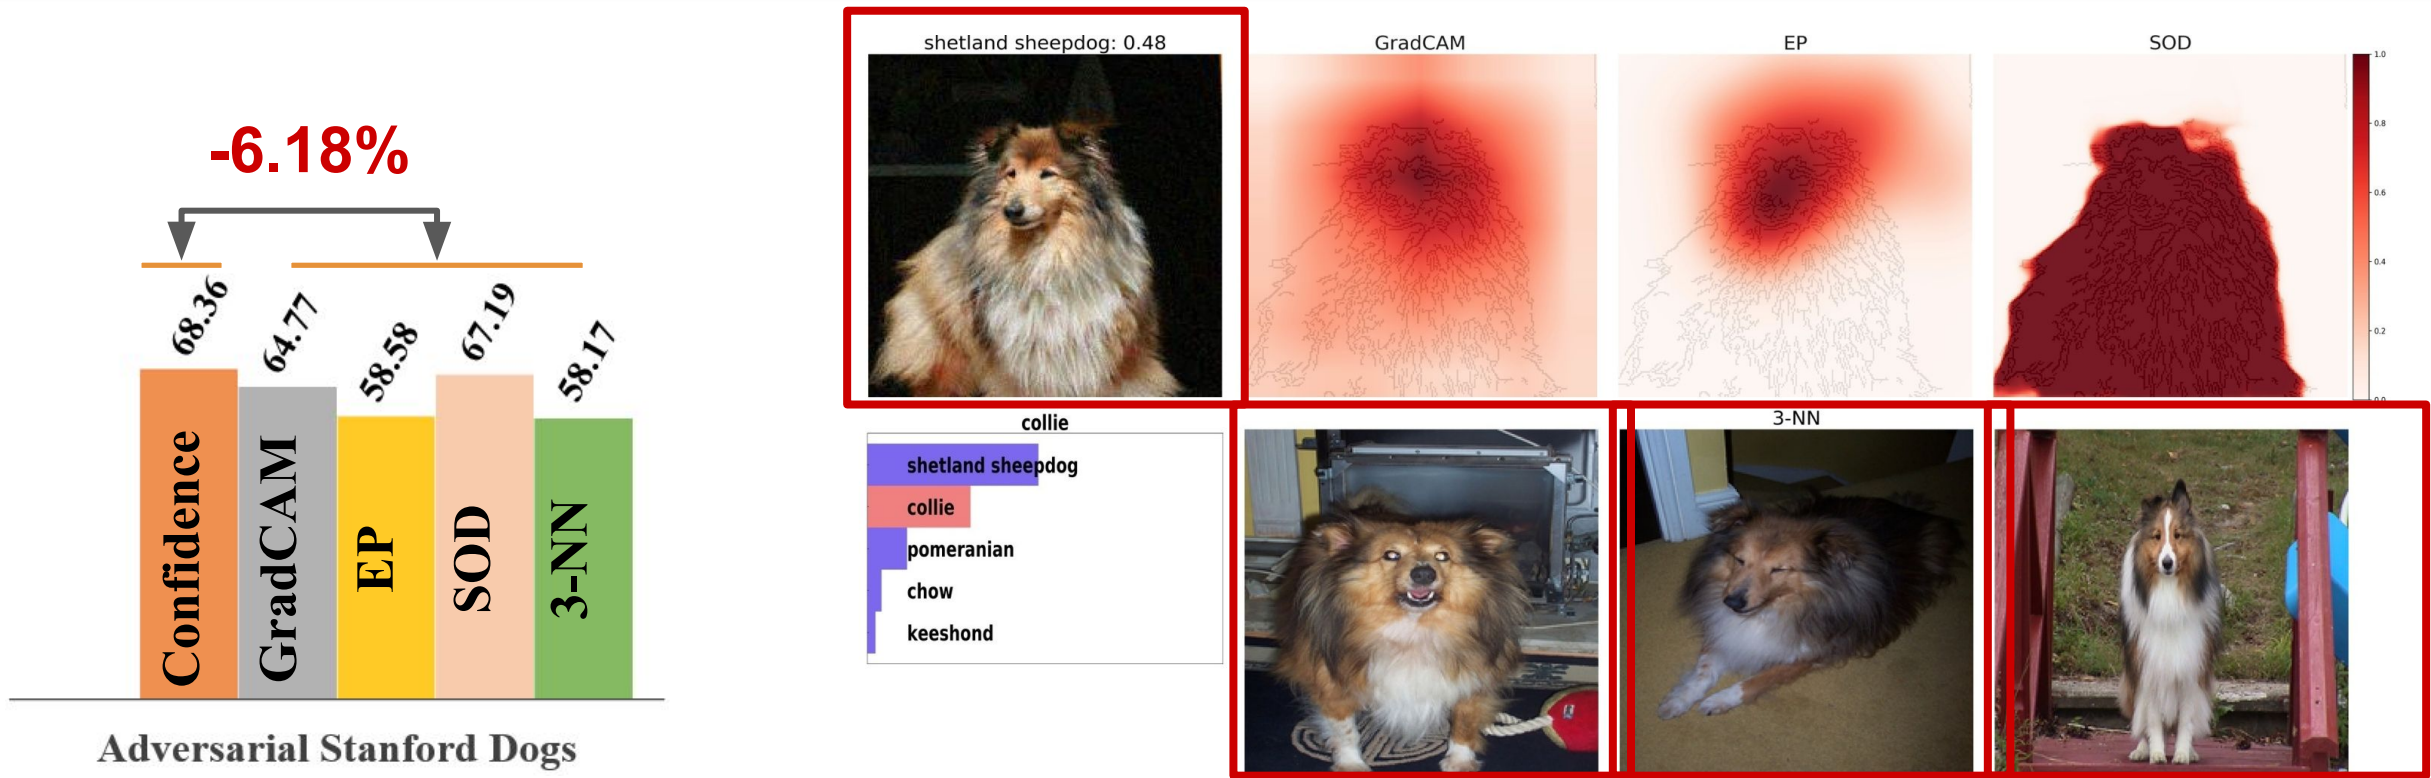 -6.18%
68.36
64.77
58.58
67.19
58.17
Confidence
GradCAM
EP
SOD
3-NN
Adversarial Stanford Dogs
shetland sheepdog: 0.48
GradCAM
EP
SOD
1.0
0.8
0.6
0.4
0.2
0.0
collie
shetland sheepdog
collie
pomeranian
chow
keeshond
3-NN